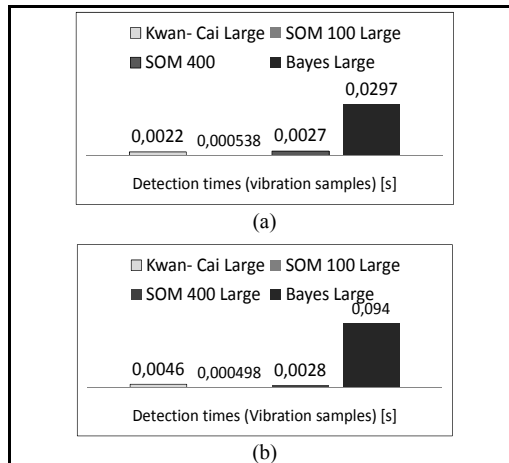 Kwan- Cai Large SOM 100 Large
SOM 400 Bayes Large
0,0022 0,000538 0,0027 0,0297
Detection times (vibration samples) [s]
(a)
Kwan- Cai Large SOM 100 Large
SOM 400 Large Bayes Large
0,0046 0,000498 0,0028 0,094
Detection times (Vibration samples) [s]
(b)